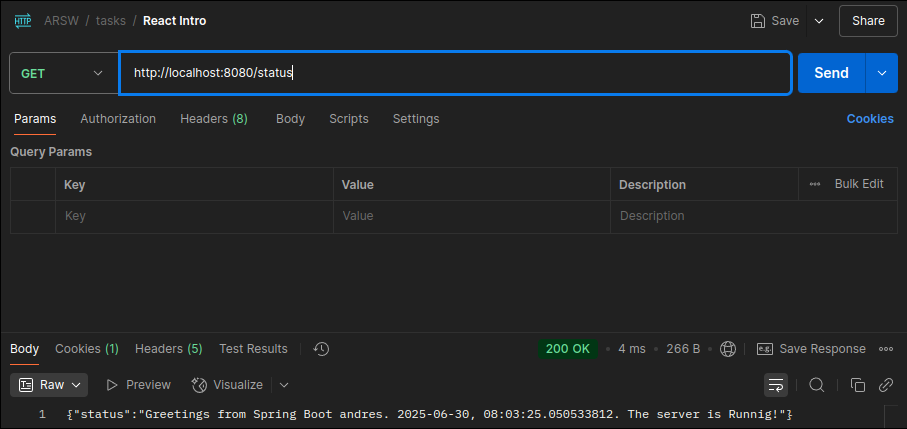 HTTP ARSW / tasks / React Intro Save Share
GET http://localhost:8080/status Send
Params Authorization Headers (8) Body Scripts Settings Cookies
Query Params
Key Value Description ••• Bulk Edit
Key Value Description
Body Cookies (1) Headers (5) Test Results 200 OK • 4 ms • 266 B • e.g. Save Response •••
Raw Preview Visualize
1 {"status":"Greetings from Spring Boot andres. 2025-06-30, 08:03:25.050533812. The server is Runnig!"}